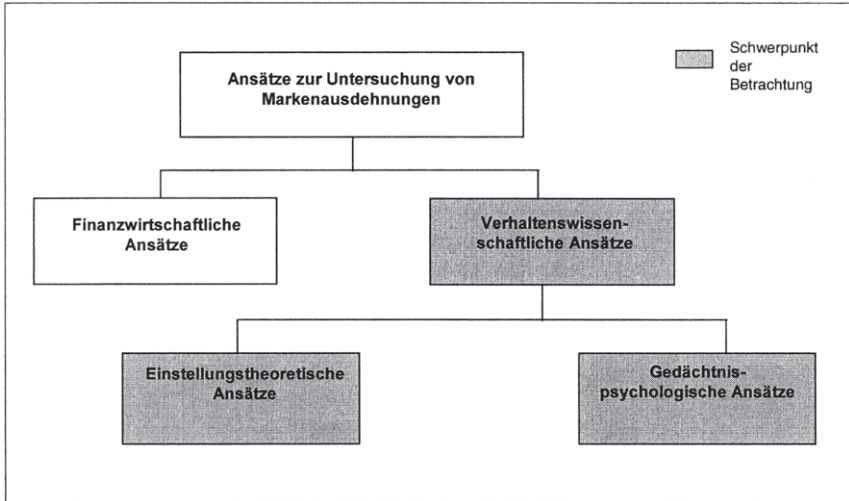 Ansätze zur Untersuchung von
Markenausdehnungen
Schwerpunkt
der
Betrachtung
Finanzwirtschaftliche
Ansätze
Verhaltenswissen-
schaftliche Ansätze
Einstellungstheoretische
Ansätze
Gedächtnis-
psychologische Ansätze